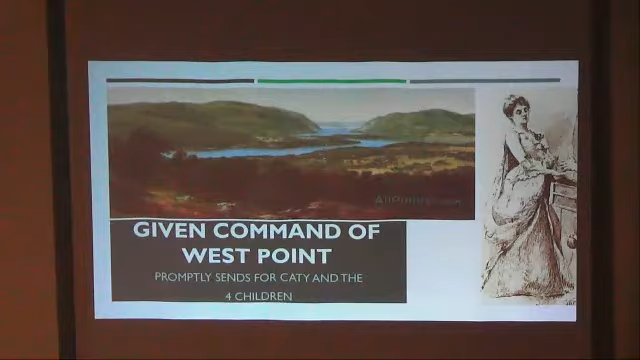 GIVEN COMMAND OF
WEST POINT
PROMPTLY SENDS FOR CATY AND THE
4 CHILDREN